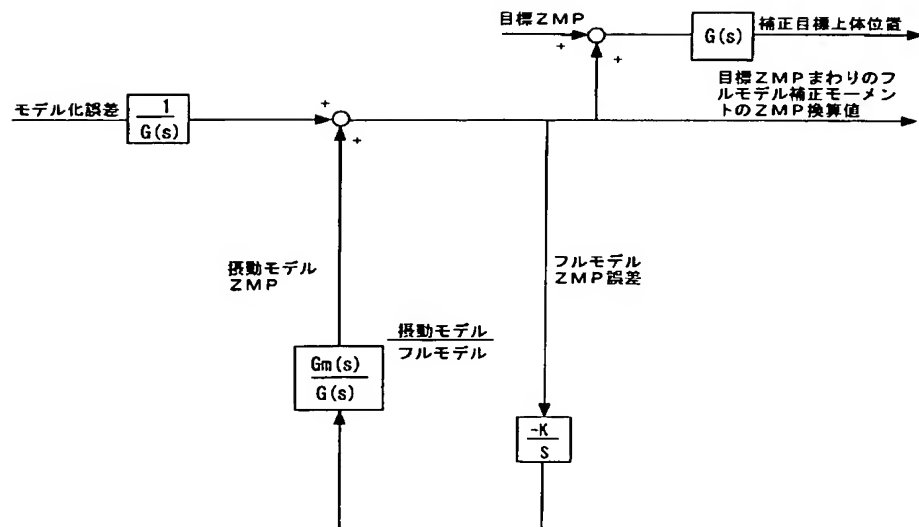 目標ZMP
+
+
G(s)
補正目標上体位置
モデル化誤差
1
G(s)
+
+
目標ZMPまわりのフ
ルモデル補正モーメン
トのZMP換算値
摂動モデル
ZMP
フルモデル
ZMP誤差
摂動モデル
フルモデル
Gm(s)
G(s)
-K
S